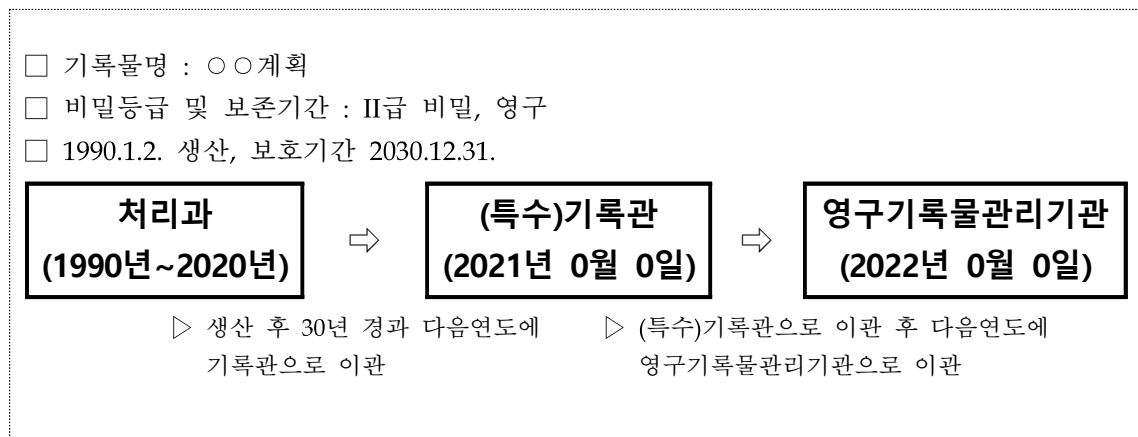 □ 기록물명 : ○○계획
□ 비밀등급 및 보존기간 : II급 비밀, 영구
□ 1990.1.2. 생산, 보호기간 2030.12.31.
처리과
(1990년~2020년)
⇨
(특수)기록관
(2021년 0월 0일)
⇨
영구기록물관리기관
(2022년 0월 0일)
▷ 생산 후 30년 경과 다음연도에
기록관으로 이관
▷ (특수)기록관으로 이관 후 다음연도에
영구기록물관리기관으로 이관